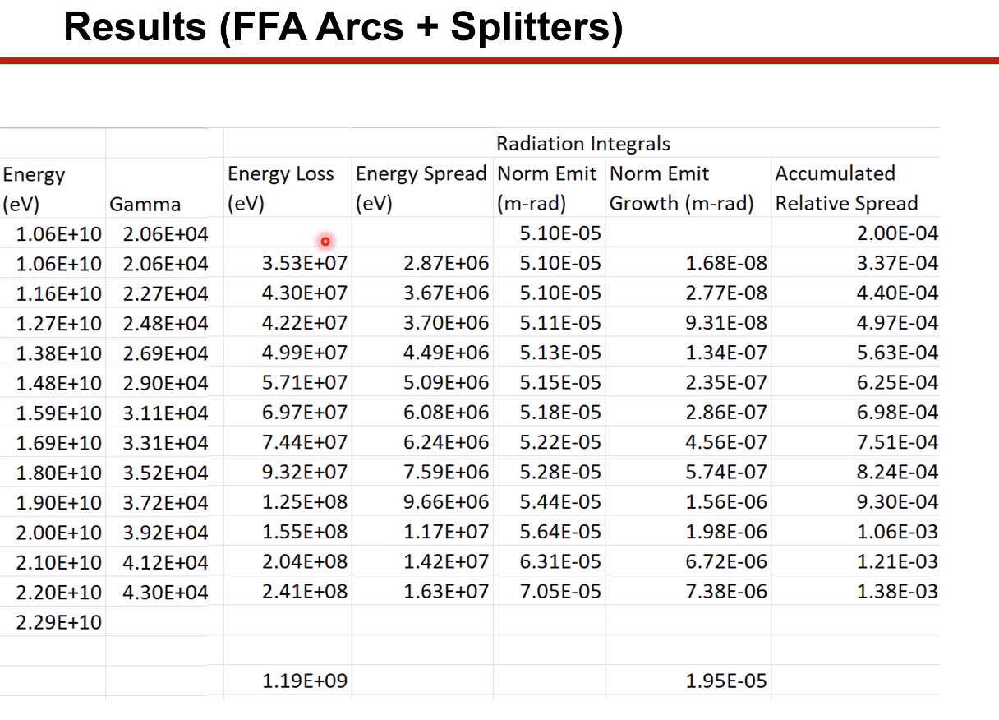 Results (FFA Arcs + Splitters)
Radiation Integrals
Energy (eV) Gamma Energy Loss (eV) Energy Spread (eV) Norm Emit (m-rad) Norm Emit Growth (m-rad) Accumulated Relative Spread
1.06E+10 2.06E+04 5.10E-05 2.00E-04
1.06E+10 2.06E+04 3.53E+07 2.87E+06 5.10E-05 1.68E-08 3.37E-04
1.16E+10 2.27E+04 4.30E+07 3.67E+06 5.10E-05 2.77E-08 4.40E-04
1.27E+10 2.48E+04 4.22E+07 3.70E+06 5.11E-05 9.31E-08 4.97E-04
1.38E+10 2.69E+04 4.99E+07 4.49E+06 5.13E-05 1.34E-07 5.63E-04
1.48E+10 2.90E+04 5.71E+07 5.09E+06 5.15E-05 2.35E-07 6.25E-04
1.59E+10 3.11E+04 6.97E+07 6.08E+06 5.18E-05 2.86E-07 6.98E-04
1.69E+10 3.31E+04 7.44E+07 6.24E+06 5.22E-05 4.56E-07 7.51E-04
1.80E+10 3.52E+04 9.32E+07 7.59E+06 5.28E-05 5.74E-07 8.24E-04
1.90E+10 3.72E+04 1.25E+08 9.66E+06 5.44E-05 1.56E-06 9.30E-04
2.00E+10 3.92E+04 1.55E+08 1.17E+07 5.64E-05 1.98E-06 1.06E-03
2.10E+10 4.12E+04 2.04E+08 1.42E+07 6.31E-05 6.72E-06 1.21E-03
2.20E+10 4.30E+04 2.41E+08 1.63E+07 7.05E-05 7.38E-06 1.38E-03
2.29E+10
1.19E+09 1.95E-05